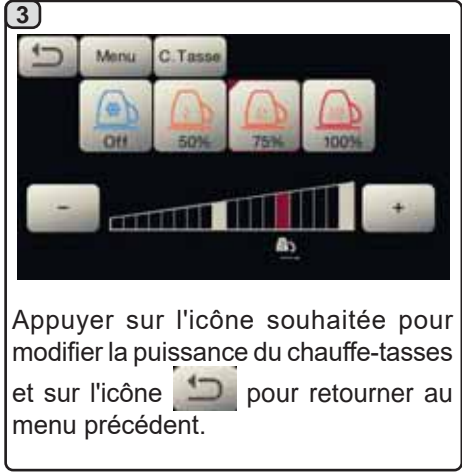 3
Menu C.Tasse
Off 50% 75% 100%
- +
Appuyer sur l'icône souhaitée pour
modifier la puissance du chauffe-tasses
et sur l'icône pour retourner au
menu précédent.